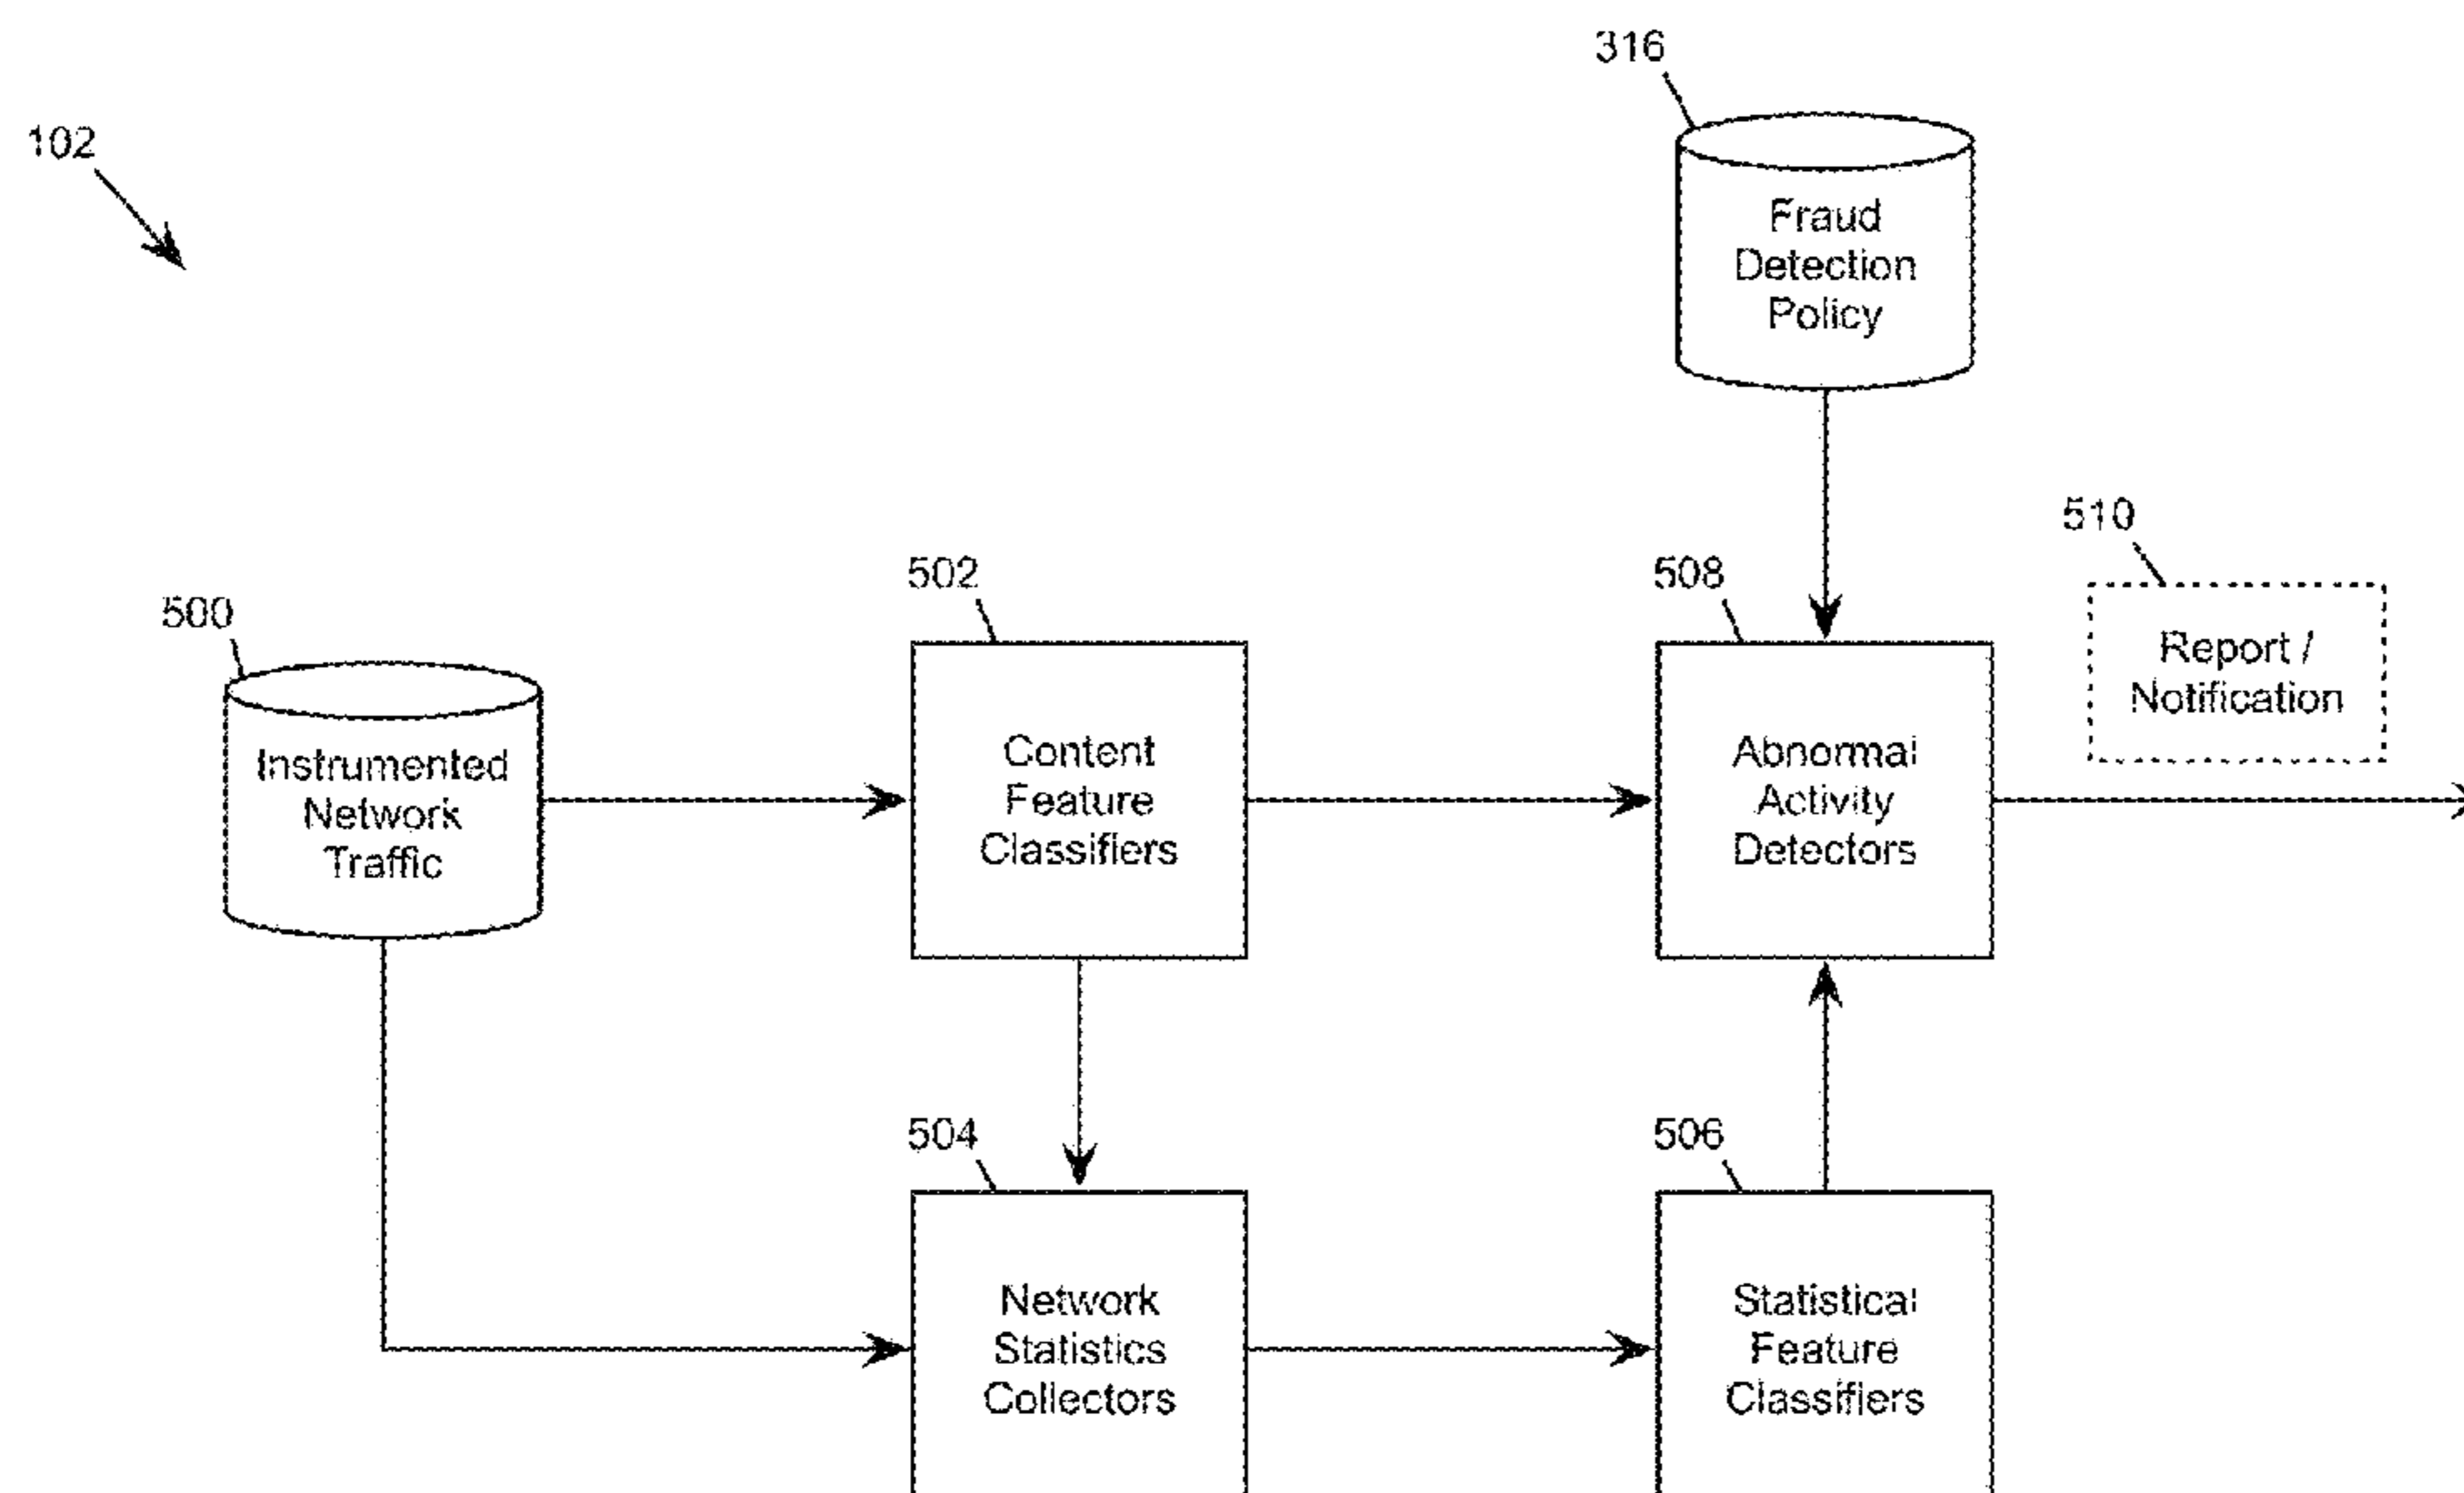 316
102
Fraud
Detection
Policy
510
502
508
500
Report /
Notification
Instrumented
Network
Traffic
Content
Feature
Classifiers
Abnormal
Activity
Detectors
504
506
Network
Statistics
Collectors
Statistical
Feature
Classifiers